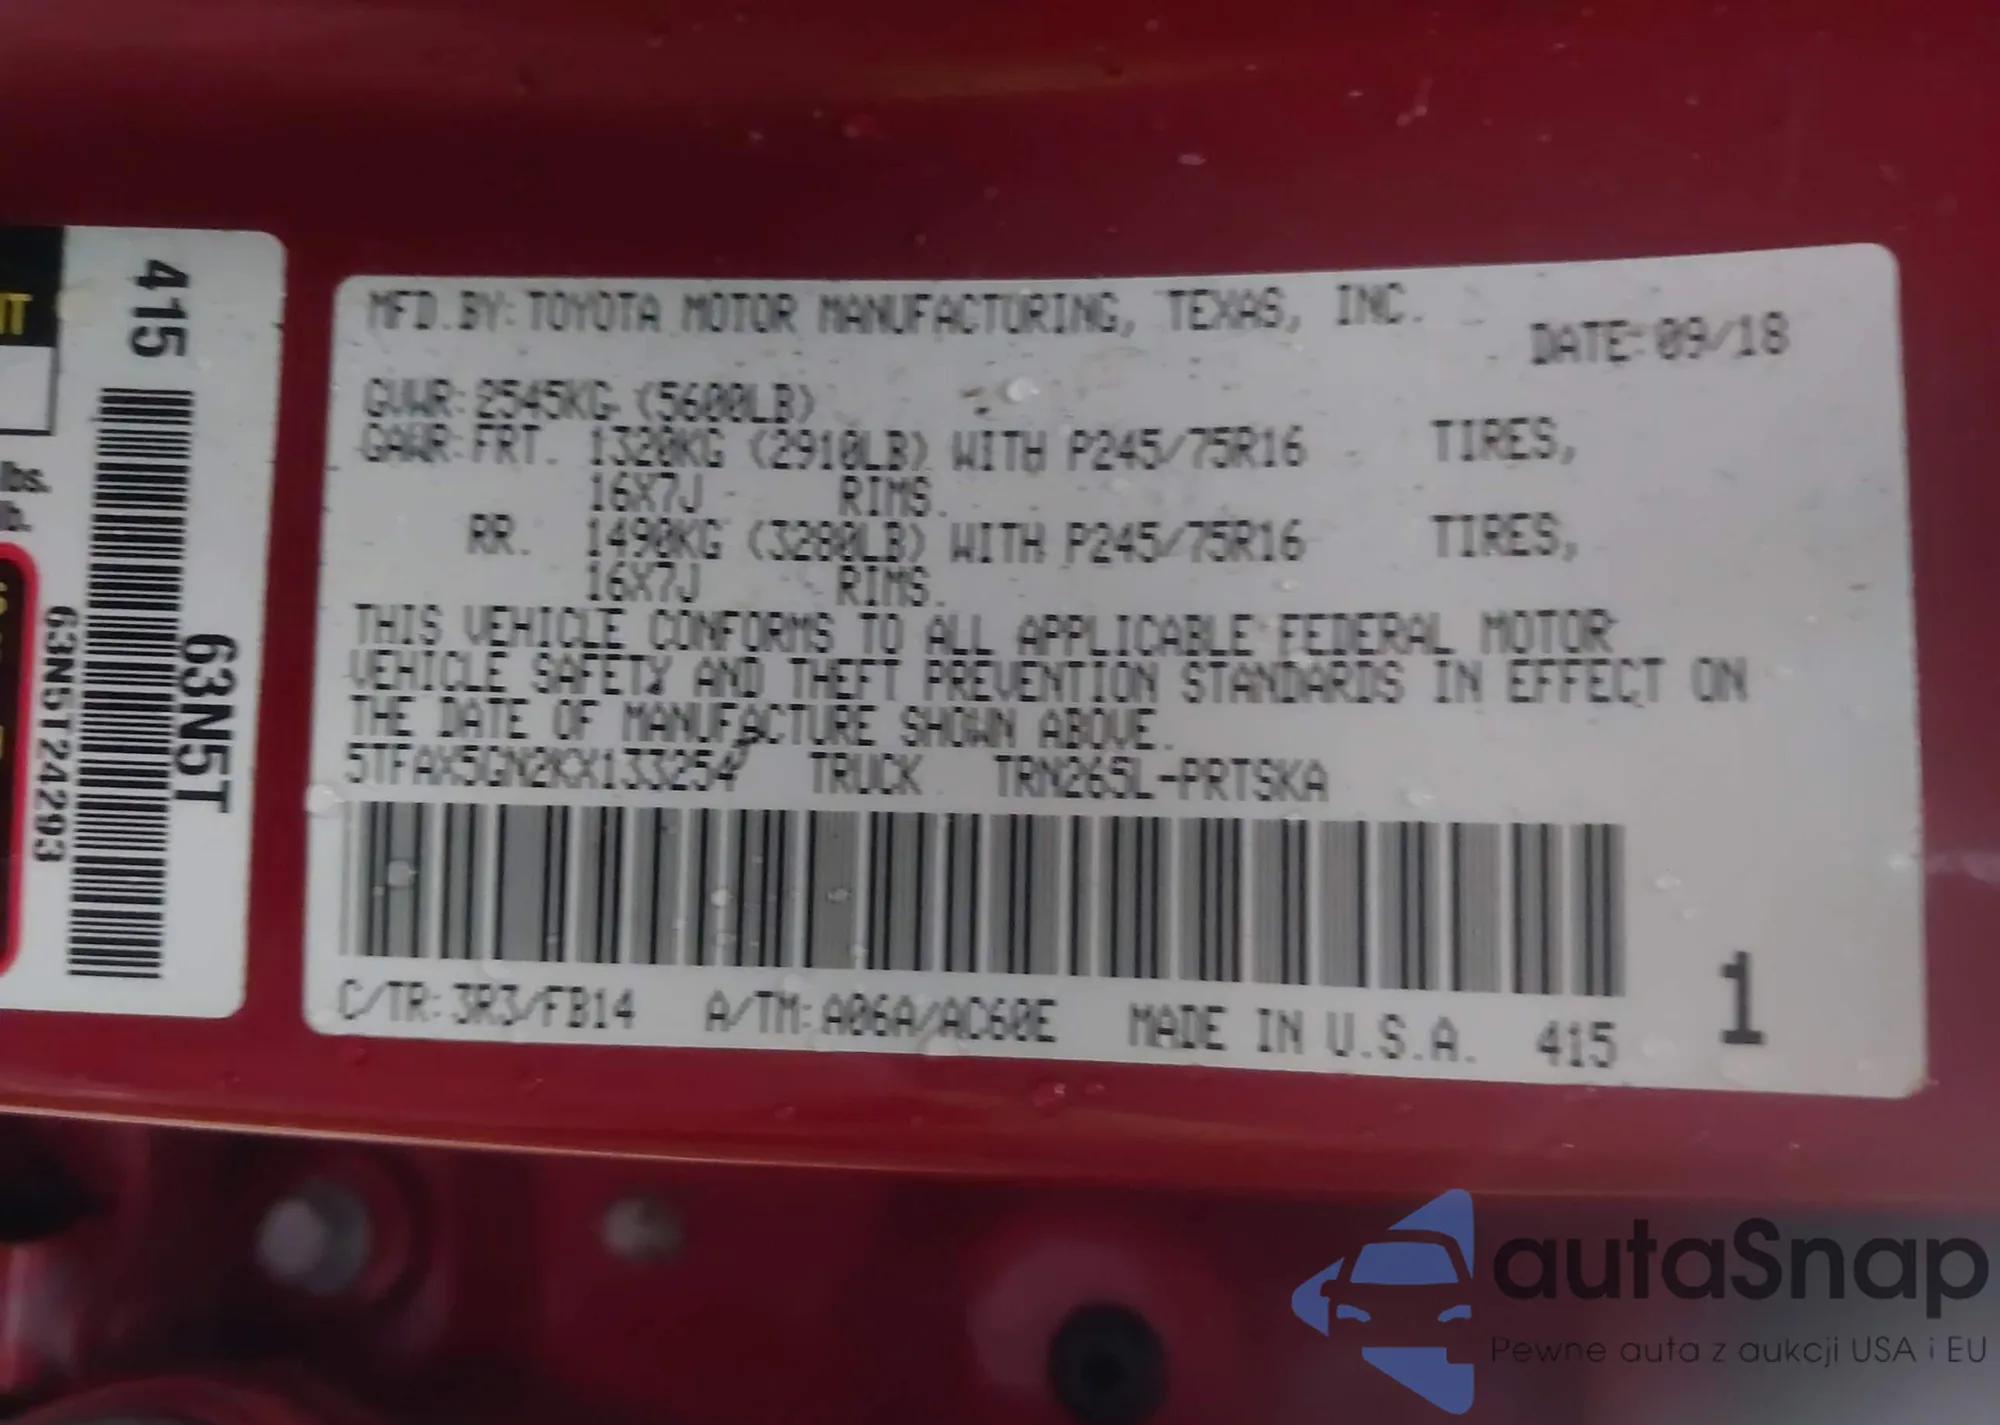 IT
lbs.
lb.
415
63N5T
63N5T24293
MFD.BY:TOYOTA MOTOR MANUFACTURING, TEXAS, INC.
DATE:09/18
GVWR:2545KG (5600LB)
GAWR:FRT. 1320KG (2910LB) WITH P245/75R16 TIRES,
16X7J RIMS.
RR. 1490KG (3280LB) WITH P245/75R16 TIRES,
16X7J RIMS.
THIS VEHICLE CONFORMS TO ALL APPLICABLE FEDERAL MOTOR
VEHICLE SAFETY AND THEFT PREVENTION STANDARDS IN EFFECT ON
THE DATE OF MANUFACTURE SHOWN ABOVE.
5TFAX5GN2KX133254 TRUCK TRN265L-PRTSKA
C/TR:3R3/FB14 A/TM:A06A/AC60E MADE IN U.S.A. 415
1
autaSnap
Pewne auta z aukcji USA i EU